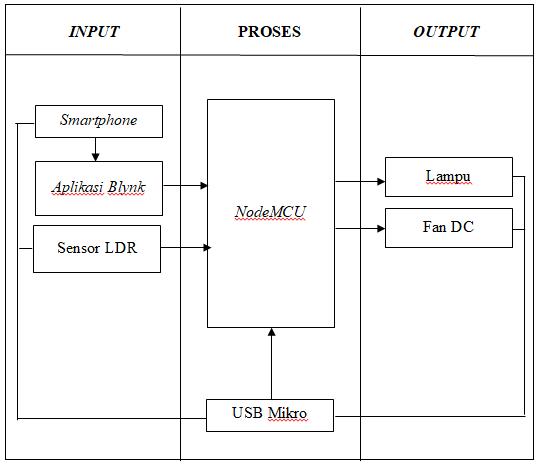 INPUT
PROSES
OUTPUT
Smartphone
Aplikasi Blynk
Sensor LDR
NodeMCU
Lampu
Fan DC
USB Mikro